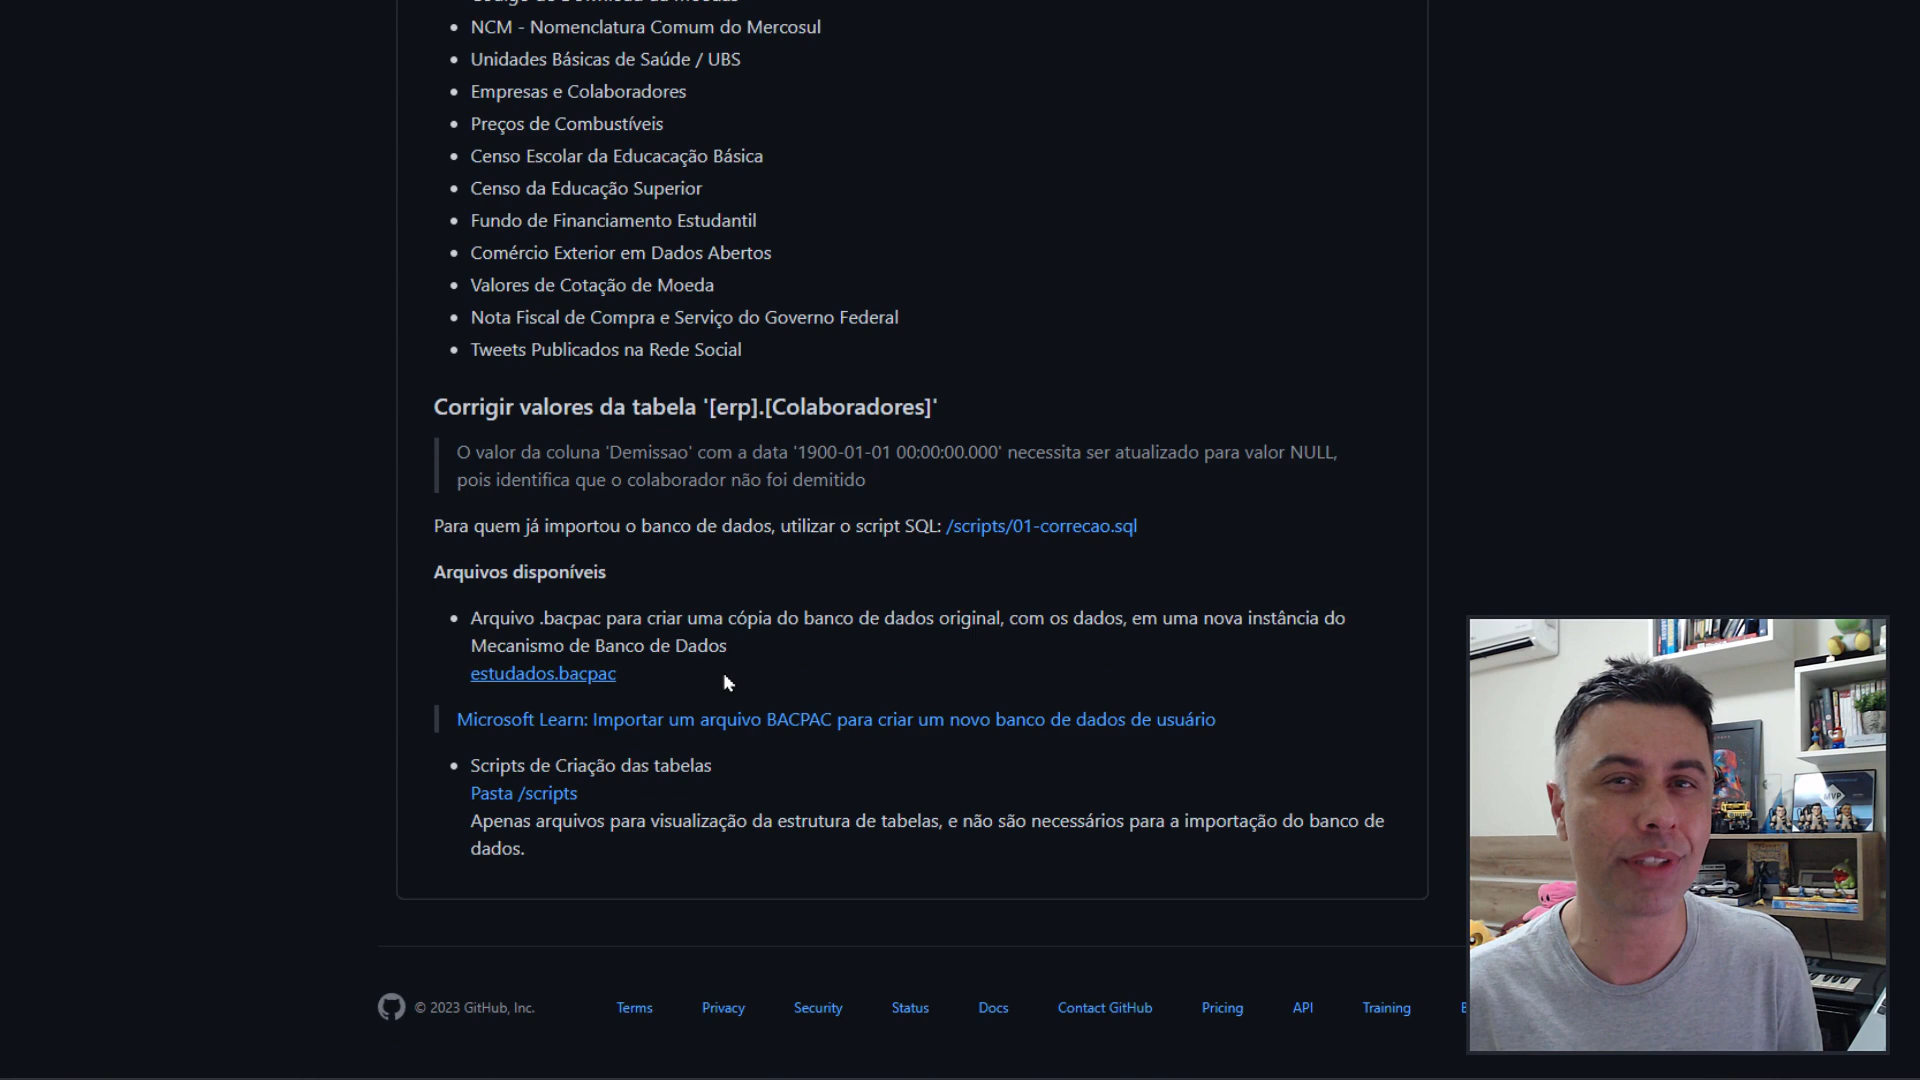 NCM - Nomenclatura Comum do Mercosul
Unidades Básicas de Saúde / UBS
Empresas e Colaboradores
Preços de Combustíveis
Censo Escolar da Educacação Básica
Censo da Educação Superior
Fundo de Financiamento Estudantil
Comércio Exterior em Dados Abertos
Valores de Cotação de Moeda
Nota Fiscal de Compra e Serviço do Governo Federal
Tweets Publicados na Rede Social
Corrigir valores da tabela '[erp].[Colaboradores]'
O valor da coluna 'Demissao' com a data '1900-01-01 00:00:00.000' necessita ser atualizado para valor NULL,
pois identifica que o colaborador não foi demitido
Para quem já importou o banco de dados, utilizar o script SQL: /scripts/01-correcao.sql
Arquivos disponíveis
Arquivo .bacpac para criar uma cópia do banco de dados original, com os dados, em uma nova instância do
Mecanismo de Banco de Dados
estudados.bacpac
Microsoft Learn: Importar um arquivo BACPAC para criar um novo banco de dados de usuário
Scripts de Criação das tabelas
Pasta /scripts
Apenas arquivos para visualização da estrutura de tabelas, e não são necessários para a importação do banco de
dados.
© 2023 GitHub, Inc. Terms Privacy Security Status Docs Contact GitHub Pricing API Training
MVP